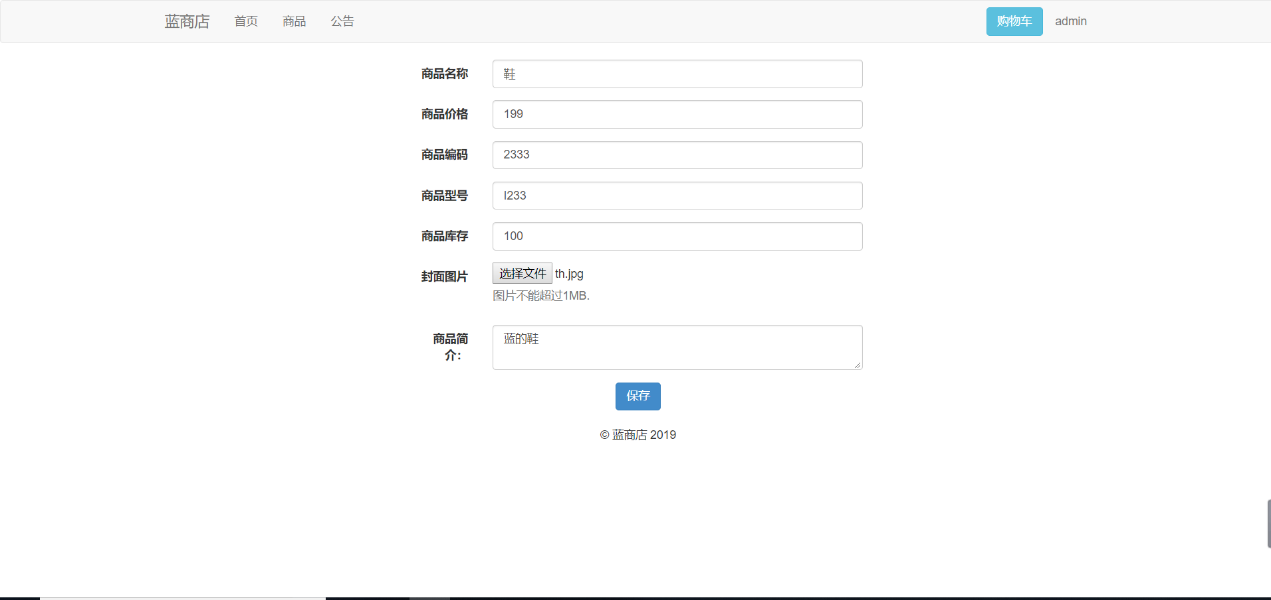 蓝商店 首页 商品 公告 购物车 admin
商品名称 鞋
商品价格 199
商品编码 2333
商品型号 I233
商品库存 100
封面图片 选择文件 th.jpg
图片不能超过1MB.
商品简 蓝的鞋
介：
保存
© 蓝商店 2019